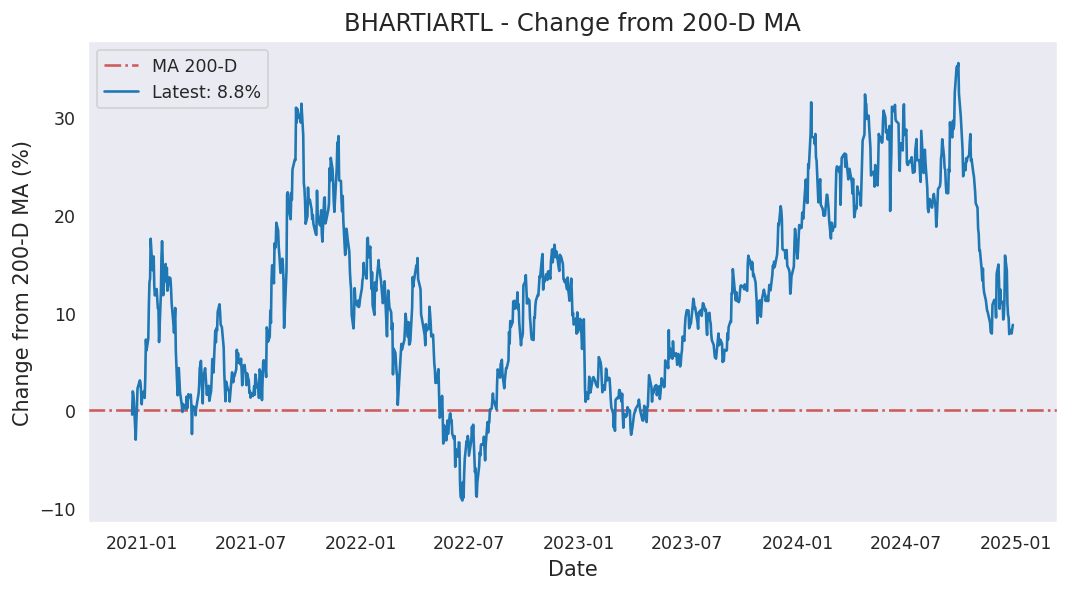 BHARTIARTL - Change from 200-D MA
MA 200-D
Latest: 8.8%
Change from 200-D MA (%)
30
20
10
0
−10
2021-01 2021-07 2022-01 2022-07 2023-01 2023-07 2024-01 2024-07 2025-01
Date